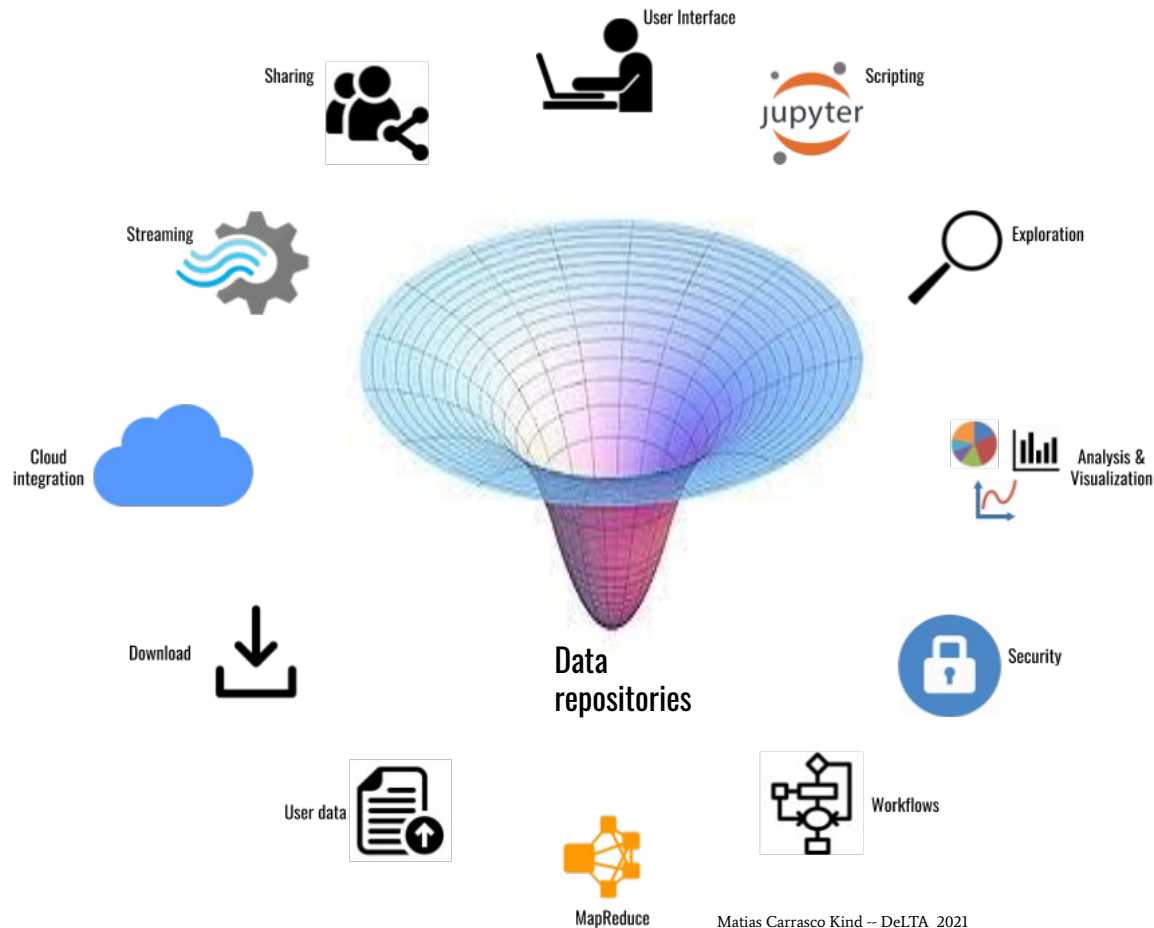 User Interface
Sharing
Scripting
jupyter
Streaming
Exploration
Cloud
integration
Analysis &
Visualization
Download
Data
repositories
Security
User data
Workflows
MapReduce
Matias Carrasco Kind -- DeLTA 2021